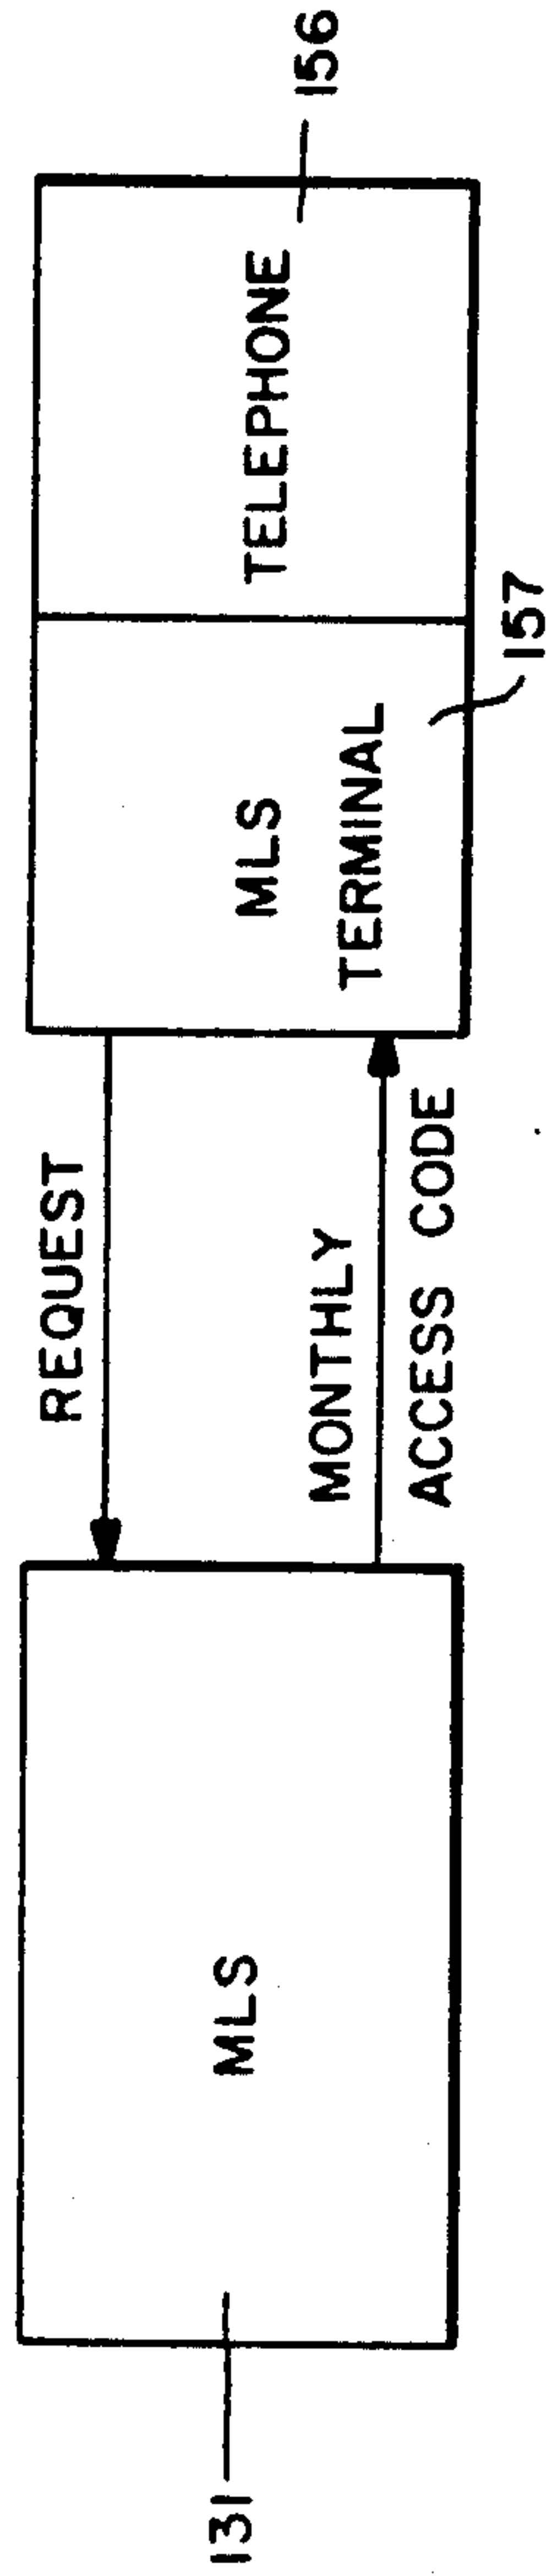 131
MLS
REQUEST
MONTHLY
ACCESS CODE
MLS
TERMINAL
157
TELEPHONE
156